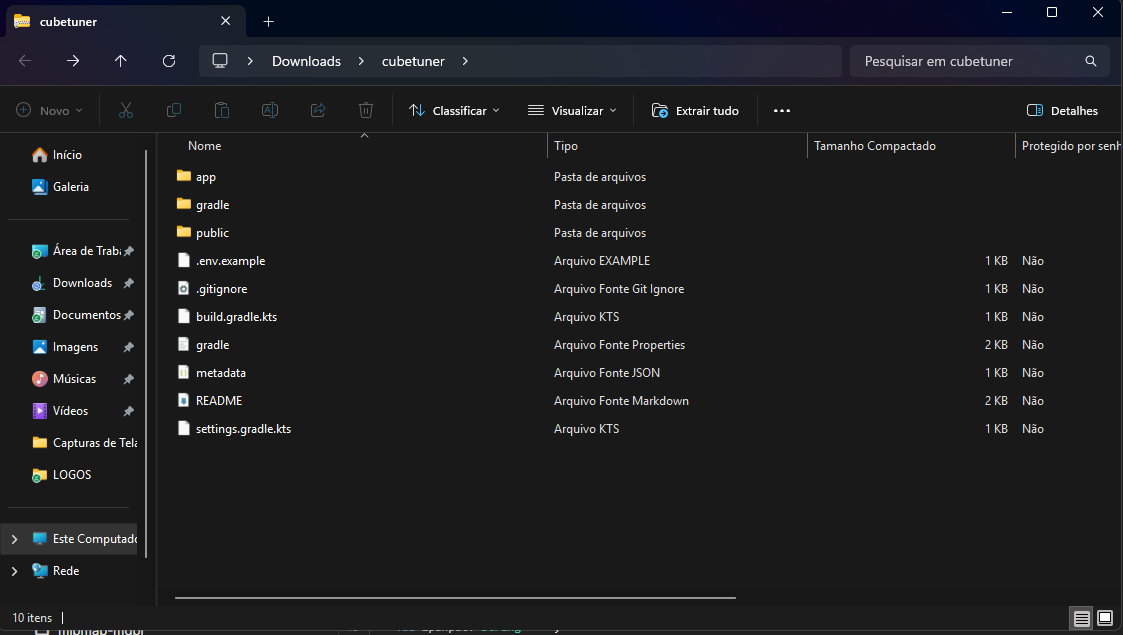 cubetuner
Downloads > cubetuner >
Pesquisar em cubetuner
Novo
Classificar
Visualizar
Extrair tudo
Detalhes
Início
Galeria
Área de Trab
Downloads
Documentos
Imagens
Músicas
Vídeos
Capturas de Tela
LOGOS
Este Computado
Rede
Nome Tipo Tamanho Compactado Protegido por senh
app Pasta de arquivos
gradle Pasta de arquivos
public Pasta de arquivos
.env.example Arquivo EXAMPLE 1 KB Não
.gitignore Arquivo Fonte Git Ignore 1 KB Não
build.gradle.kts Arquivo KTS 1 KB Não
gradle Arquivo Fonte Properties 2 KB Não
metadata Arquivo Fonte JSON 1 KB Não
README Arquivo Fonte Markdown 2 KB Não
settings.gradle.kts Arquivo KTS 1 KB Não
10 itens